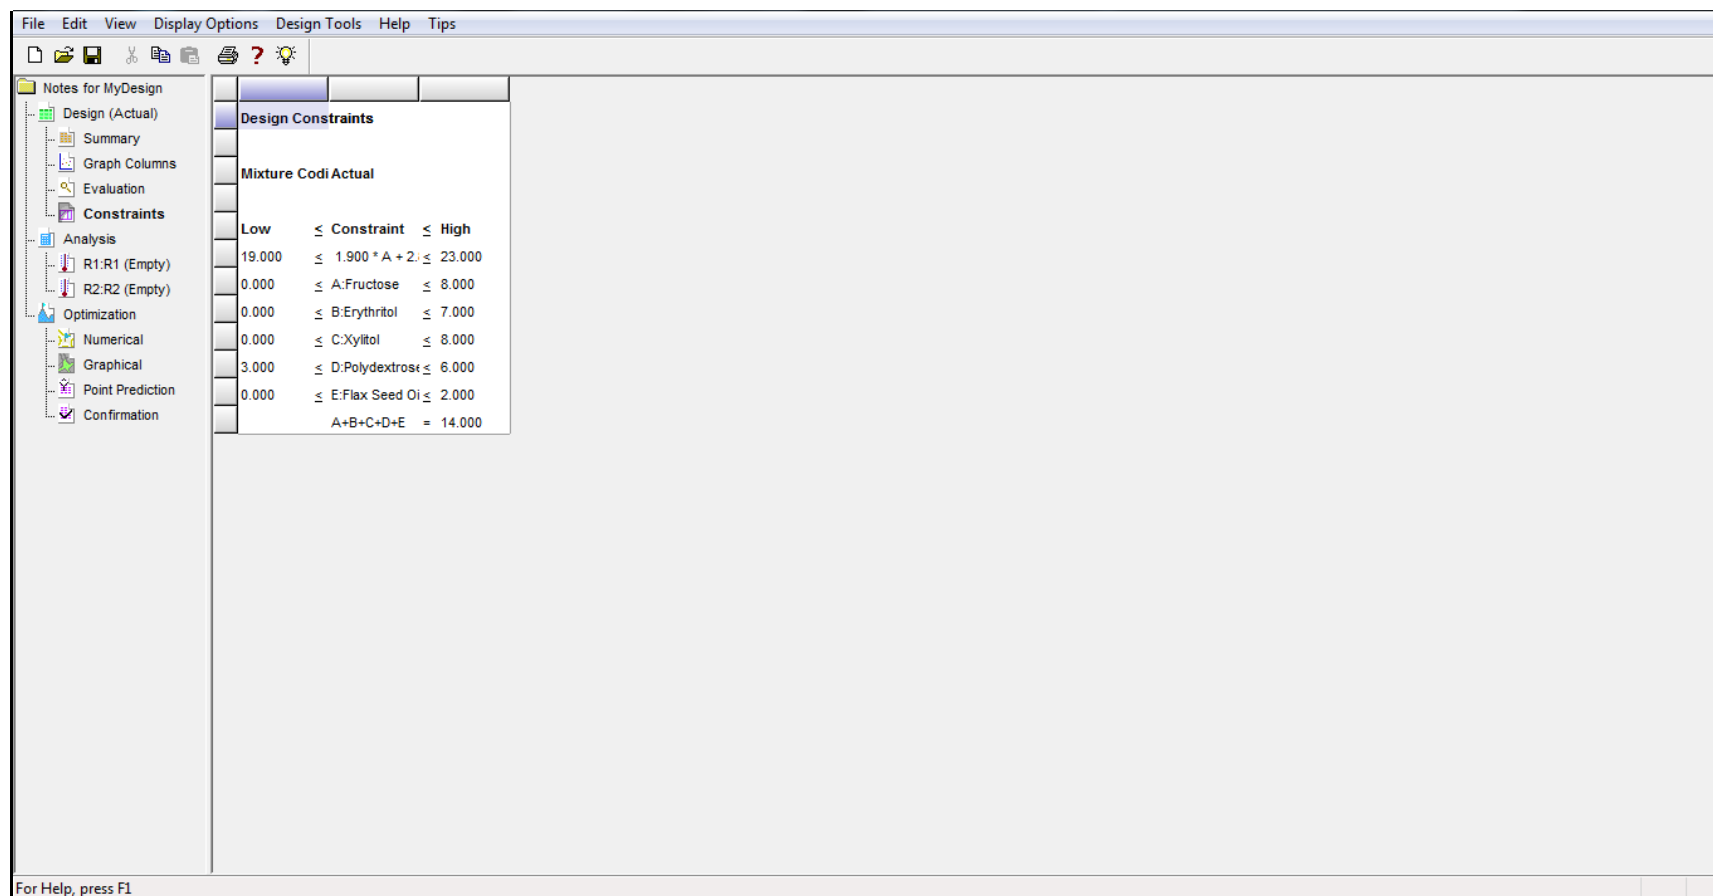 File Edit View Display Options Design Tools Help Tips
Notes for MyDesign
Design (Actual)
Summary
Graph Columns
Evaluation
Constraints
Analysis
R1:R1 (Empty)
R2:R2 (Empty)
Optimization
Numerical
Graphical
Point Prediction
Confirmation
Design Constraints
Mixture Codi Actual
Low ≤ Constraint ≤ High
19.000 ≤ 1.900 * A + 2. ≤ 23.000
0.000 ≤ A:Fructose ≤ 8.000
0.000 ≤ B:Erythritol ≤ 7.000
0.000 ≤ C:Xylitol ≤ 8.000
3.000 ≤ D:Polydextrose ≤ 6.000
0.000 ≤ E:Flax Seed Oi ≤ 2.000
A+B+C+D+E = 14.000
For Help, press F1